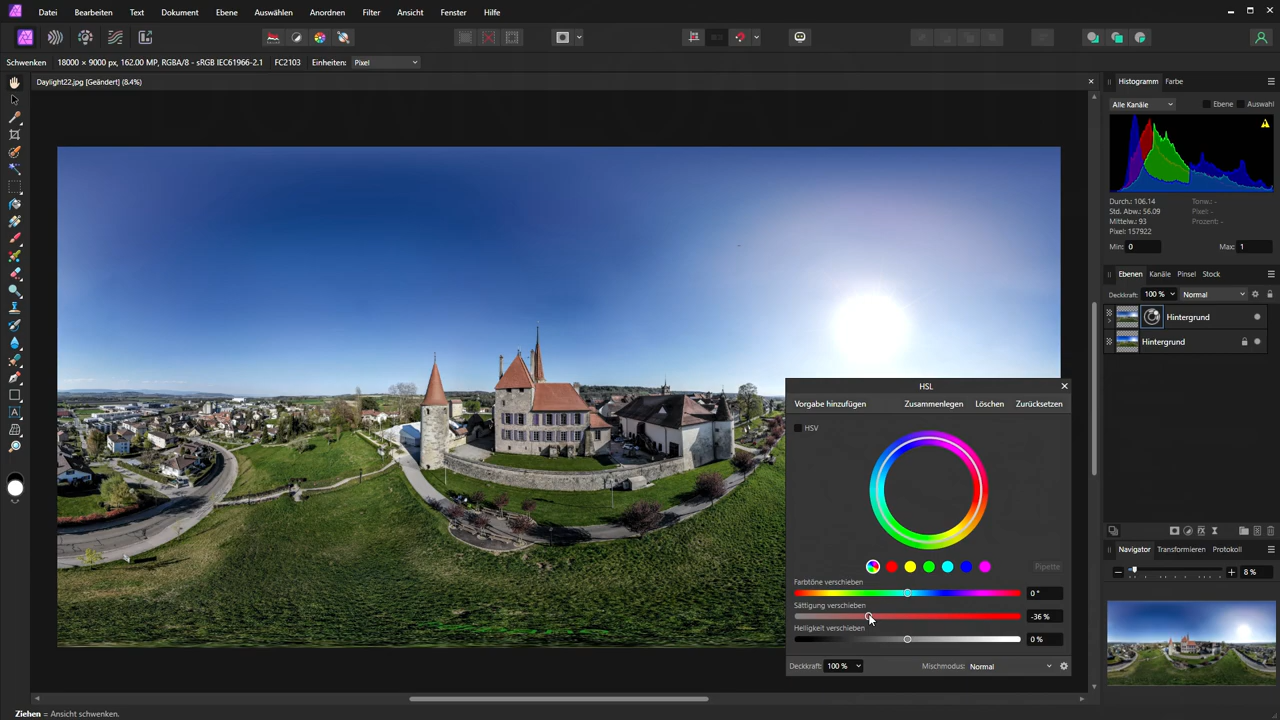 Datei Bearbeiten Text Dokument Ebene Auswählen Anordnen Filter Ansicht Fenster Hilfe
Schwenken 18000 × 9000 px, 162.00 MP, RGBA/8 - sRGB IEC61966-2.1 FC2103 Einheiten: Pixel
Daylight22.jpg [Geändert] (8.4%)
Histogramm Farbe
Alle Kanäle Ebene Auswahl
Durch.: 106.14
Std. Abw.: 56.09
Mittelw.: 93
Pixel: 157922
Tonw.: -
Pixel: -
Prozent: -
Min: 0 Max: 1
Ebenen Kanäle Pinsel Stock
Deckkraft: 100 % Normal
Hintergrund
Hintergrund
HSL
Vorgabe hinzufügen Zusammenlegen Löschen Zurücksetzen
HSV
Pipette
Farbtöne verschieben
0 °
Sättigung verschieben
-36 %
Helligkeit verschieben
0 %
Deckkraft: 100 % Mischmodus: Normal
Navigator Transformieren Protokoll
8 %
Ziehen = Ansicht schwenken.